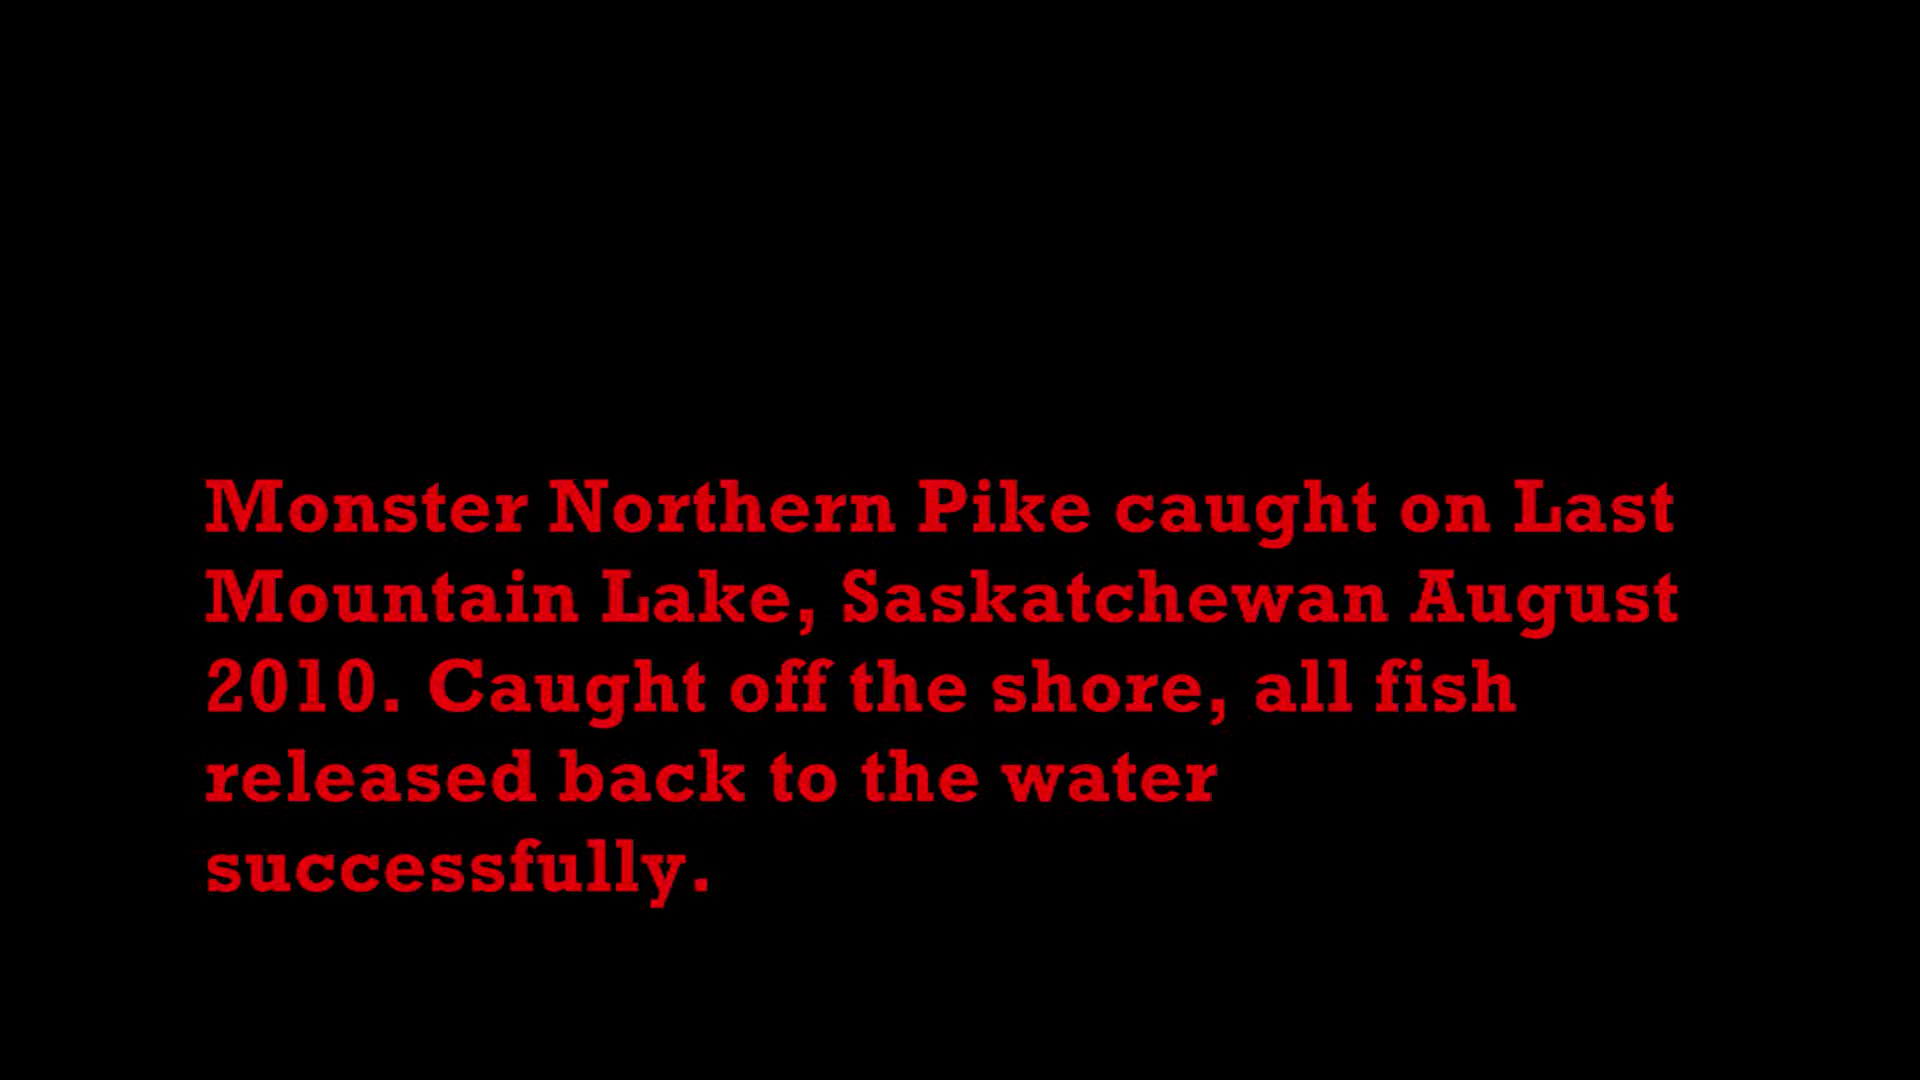 Monster Northern Pike caught on Last
Mountain Lake, Saskatchewan August
2010. Caught off the shore, all fish
released back to the water
successfully.